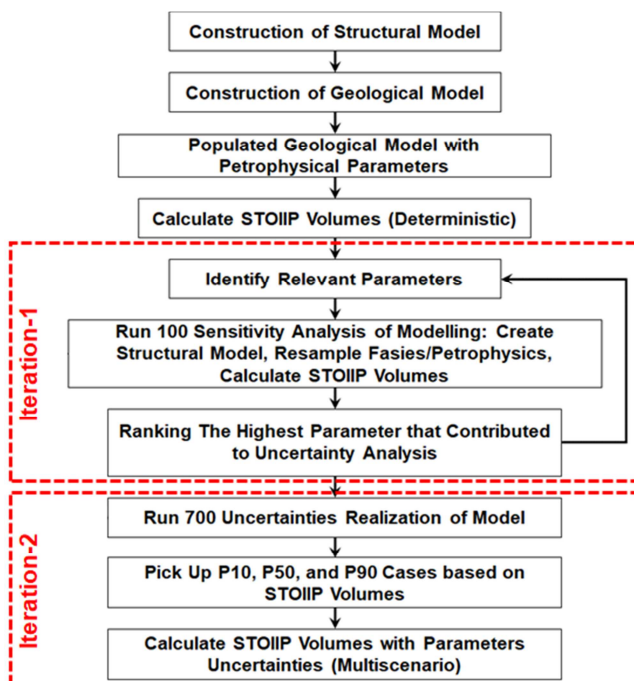 Construction of Structural Model
Construction of Geological Model
Populated Geological Model with
Petrophysical Parameters
Calculate STOIIP Volumes (Deterministic)
Iteration-1
Identify Relevant Parameters
Run 100 Sensitivity Analysis of Modelling: Create
Structural Model, Resample Fasies/Petrophysics,
Calculate STOIIP Volumes
Ranking The Highest Parameter that Contributed
to Uncertainty Analysis
Iteration-2
Run 700 Uncertainties Realization of Model
Pick Up P10, P50, and P90 Cases based on
STOIIP Volumes
Calculate STOIIP Volumes with Parameters
Uncertainties (Multiscenario)